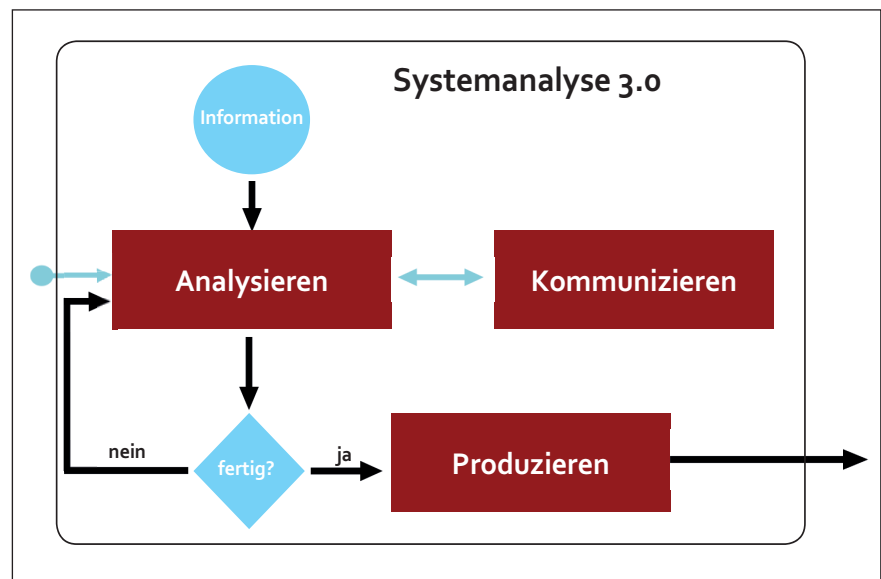 Systemanalyse 3.0
Information
Analysieren
Kommunizieren
nein
fertig?
ja
Produzieren